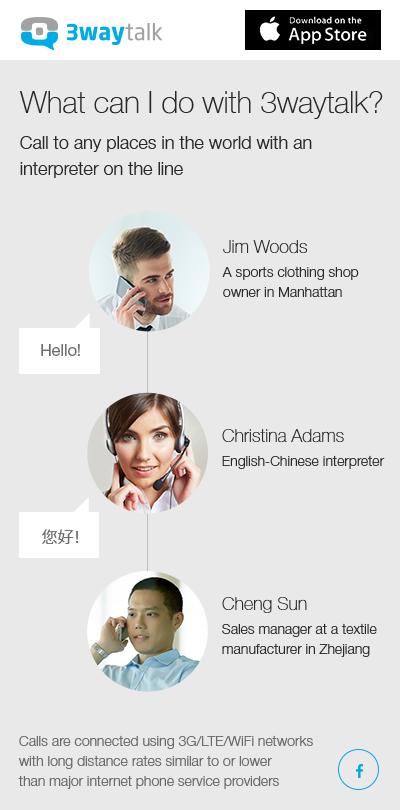 3waytalk
Download on the
App Store
What can I do with 3waytalk?
Call to any places in the world with an
interpreter on the line
Jim Woods
A sports clothing shop
owner in Manhattan
Hello!
Christina Adams
English-Chinese interpreter
您好!
Cheng Sun
Sales manager at a textile
manufacturer in Zhejiang
Calls are connected using 3G/LTE/WiFi networks
with long distance rates similar to or lower
than major internet phone service providers
f